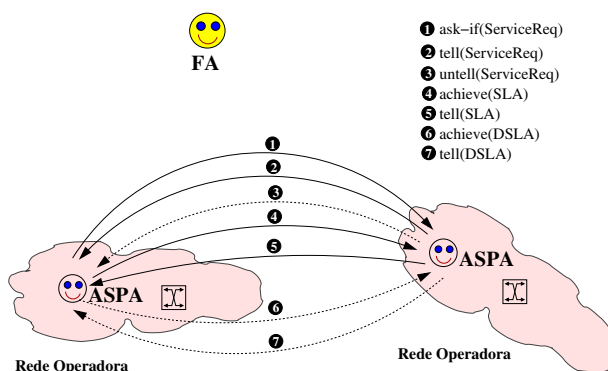 FA
❶ ask-if(ServiceReq)
❷ tell(ServiceReq)
❸ untell(ServiceReq)
❹ achieve(SLA)
❺ tell(SLA)
❻ achieve(DSLA)
❼ tell(DSLA)
❶
❷
❸
❹
❺
❻
❼
ASPA
ASPA
Rede Operadora
Rede Operadora